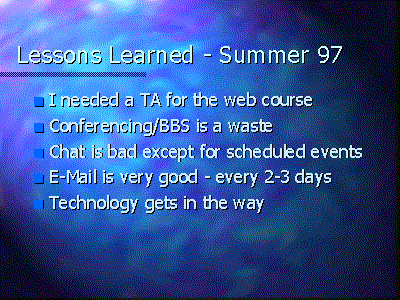 Lessons Learned - Summer 97
I needed a TA for the web course
Conferencing/BBS is a waste
Chat is bad except for scheduled events
E-Mail is very good - every 2-3 days
Technology gets in the way